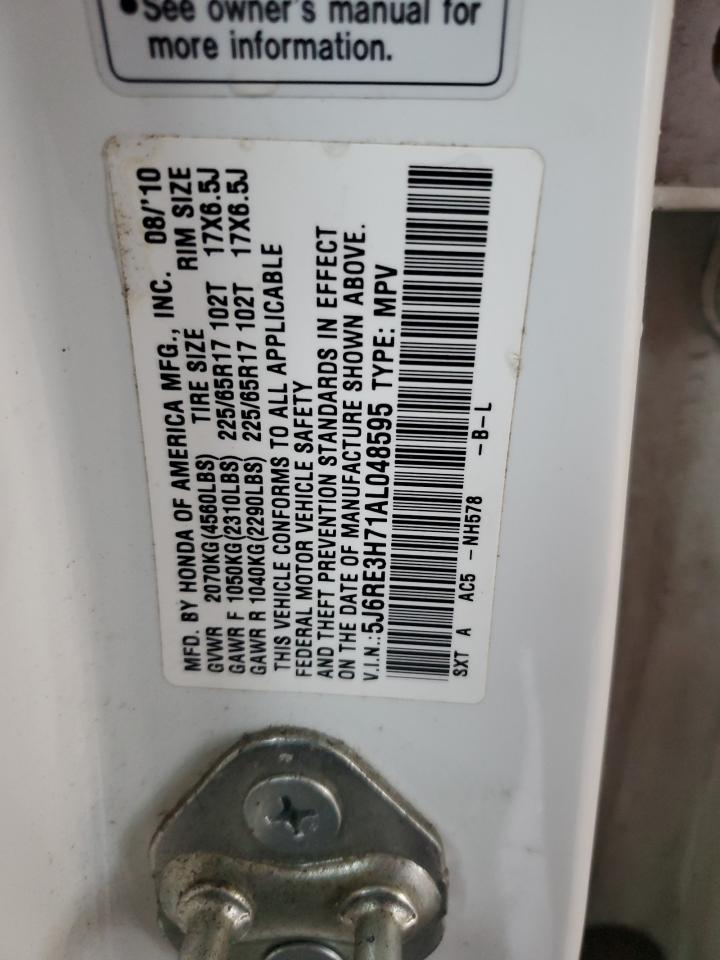 ●See owner's manual for
more information.
MFD. BY HONDA OF AMERICA MFG., INC. 08/'10
GVWR 2070KG(4560LBS) TIRE SIZE RIM SIZE
GAWR F 1050KG(2310LBS) 225/65R17 102T 17X6.5J
GAWR R 1040KG(2290LBS) 225/65R17 102T 17X6.5J
THIS VEHICLE CONFORMS TO ALL APPLICABLE
FEDERAL MOTOR VEHICLE SAFETY
AND THEFT PREVENTION STANDARDS IN EFFECT
ON THE DATE OF MANUFACTURE SHOWN ABOVE.
V.I.N.:5J6RE3H71AL048595 TYPE: MPV
SXT A AC5 -NH578 -B-L